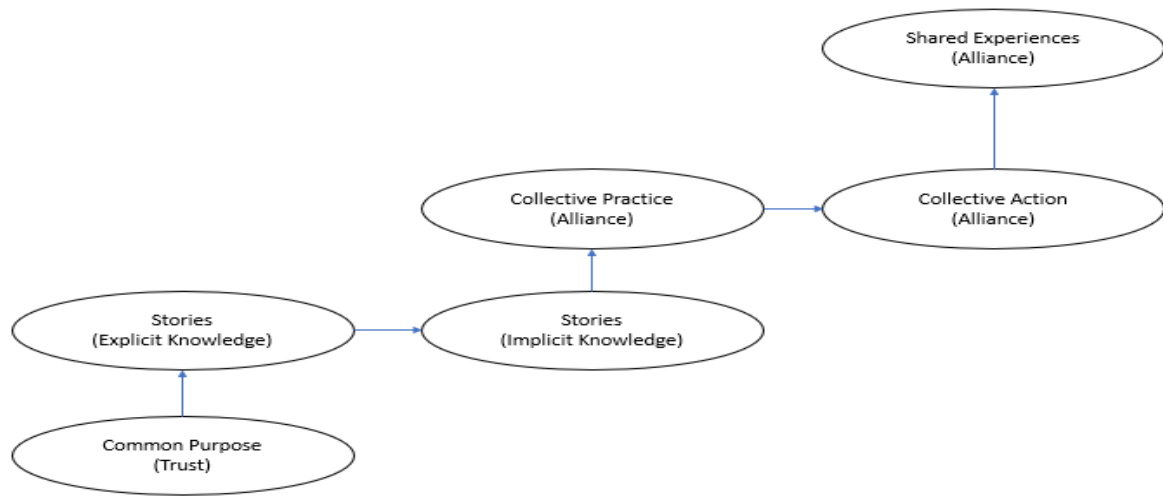 Shared Experiences
(Alliance)
Collective Practice
(Alliance)
Collective Action
(Alliance)
Stories
(Explicit Knowledge)
Stories
(Implicit Knowledge)
Common Purpose
(Trust)